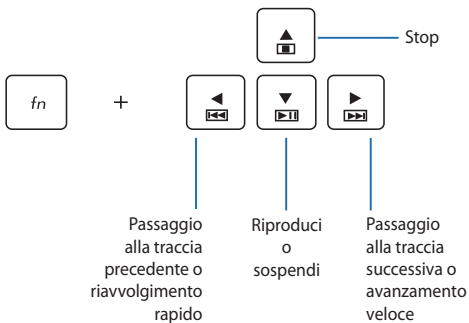 Stop
fn +
Passaggio
alla traccia
precedente o
riavvolgimento
rapido
Riproduci
o
sospendi
Passaggio
alla traccia
successiva o
avanzamento
veloce